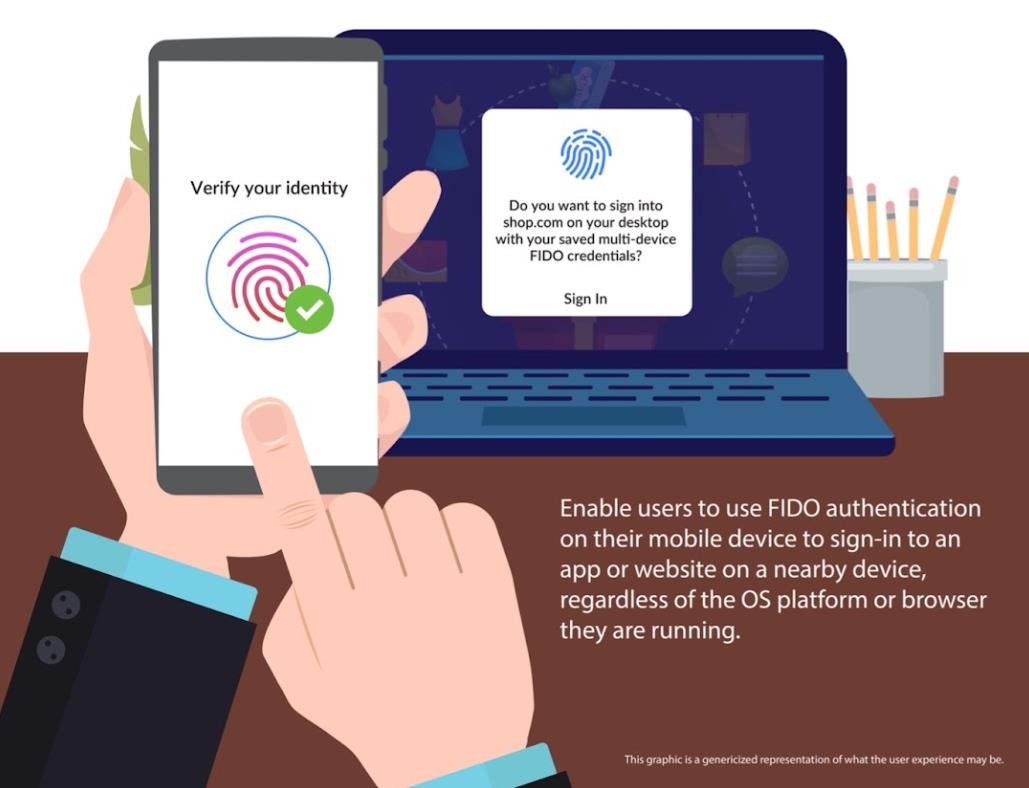 Verify your identity
Do you want to sign into
shop.com on your desktop
with your saved multi-device
FIDO credentials?
Sign In
Enable users to use FIDO authentication
on their mobile device to sign-in to an
app or website on a nearby device,
regardless of the OS platform or browser
they are running.
This graphic is a genericized representation of what the user experience may be.